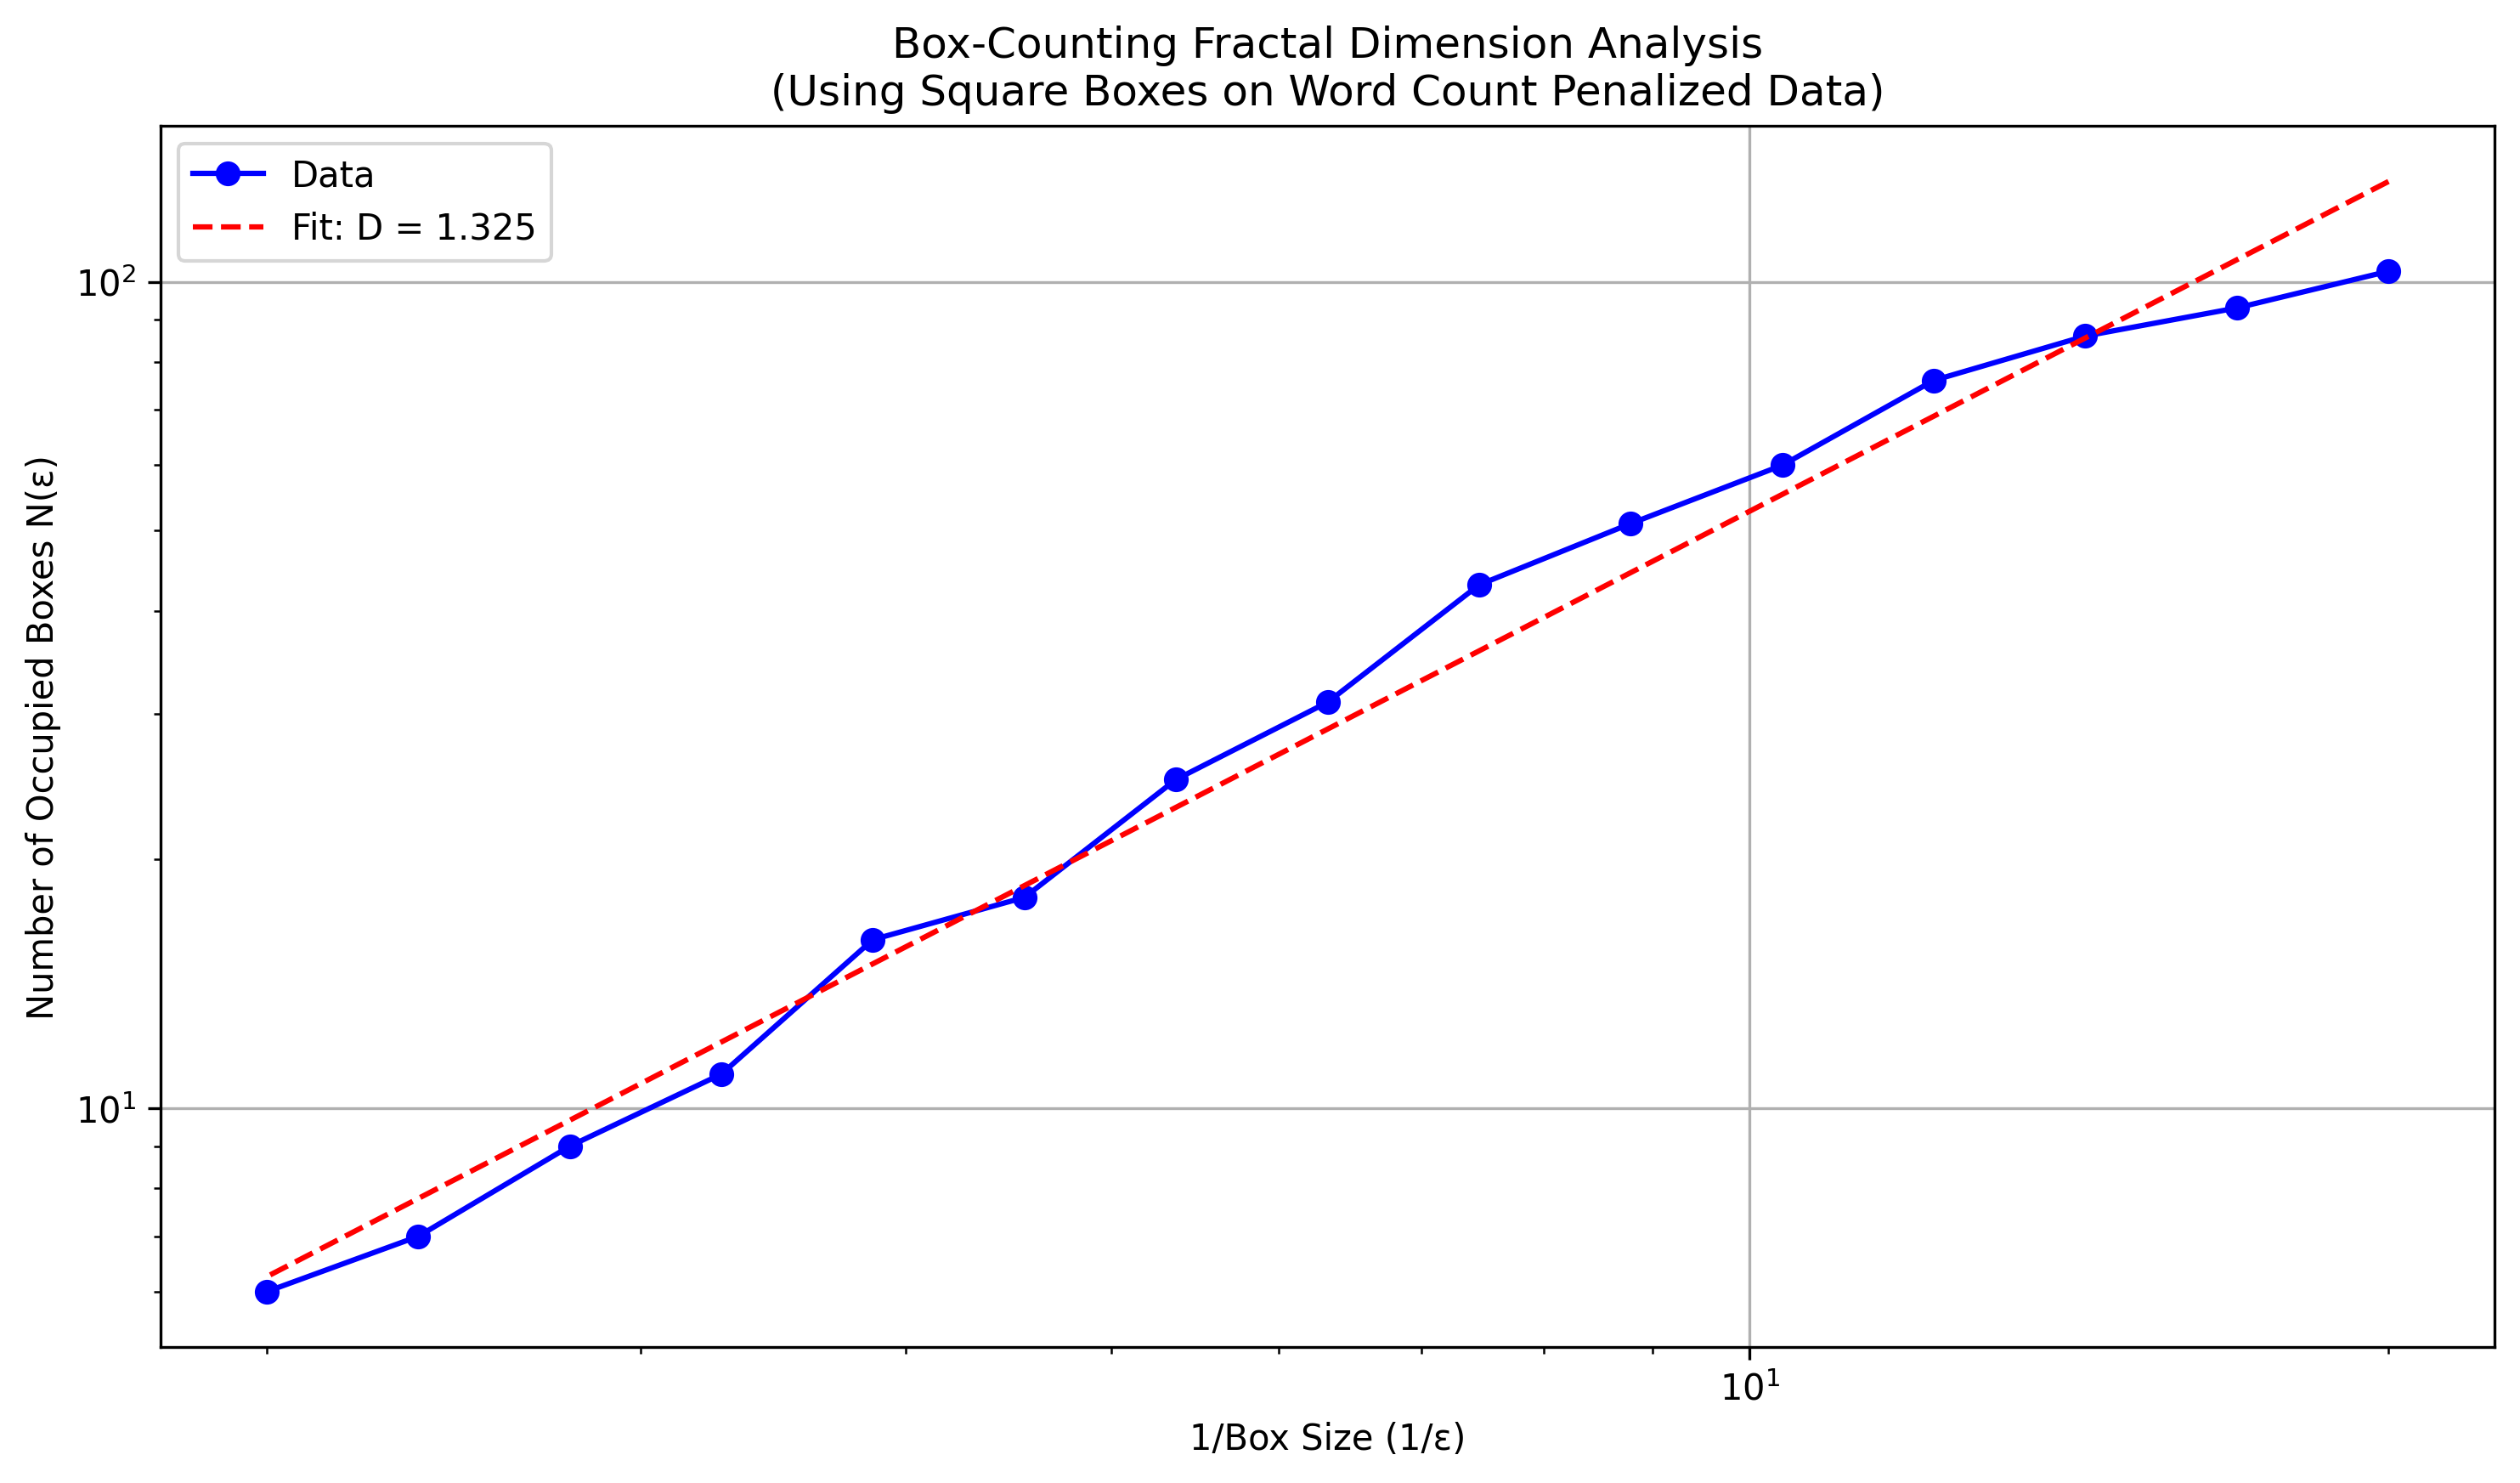 Box-Counting Fractal Dimension Analysis
(Using Square Boxes on Word Count Penalized Data)
Data
Fit: D = 1.325
10²
10¹
Number of Occupied Boxes N(ε)
10¹
1/Box Size (1/ε)